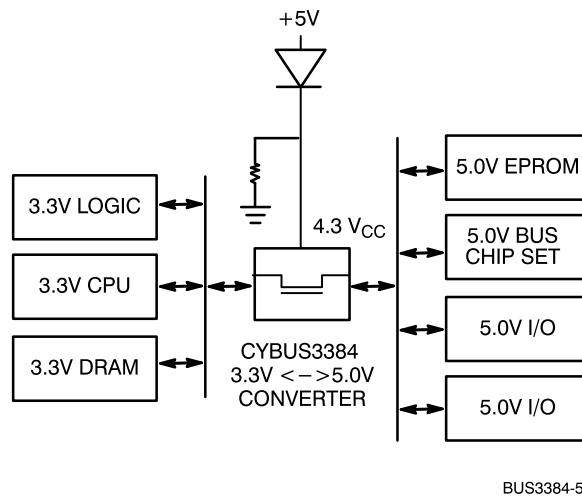 +5V
4.3 VCC
3.3V LOGIC
3.3V CPU
3.3V DRAM
CYBUS3384
3.3V <->5.0V
CONVERTER
5.0V EPROM
5.0V BUS
CHIP SET
5.0V I/O
5.0V I/O
BUS3384-5